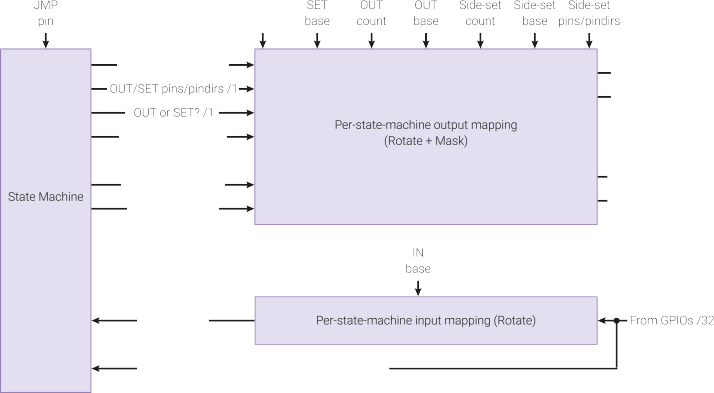 JMP
pin
SET
base
OUT
count
OUT
base
Side-set
count
Side-set
base
Side-set
pins/pindirs
OUT/SET pins/pindirs /1
OUT or SET? /1
Per-state-machine output mapping
(Rotate + Mask)
State Machine
IN
base
Per-state-machine input mapping (Rotate)
From GPIOs /32